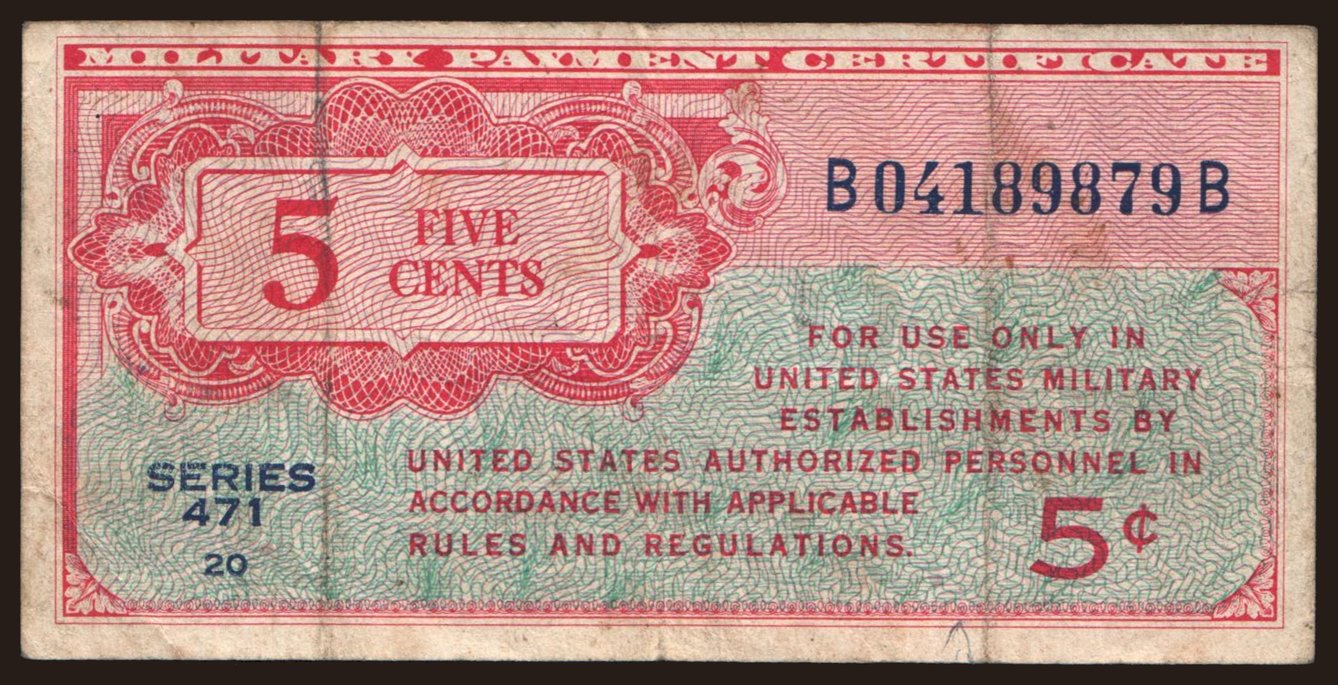 MILITARY PAYMENT CERTIFICATE
B04189879B
5 FIVE
CENTS
FOR USE ONLY IN
UNITED STATES MILITARY
ESTABLISHMENTS BY
UNITED STATES AUTHORIZED PERSONNEL IN
ACCORDANCE WITH APPLICABLE
RULES AND REGULATIONS.
SERIES
471
20
5¢